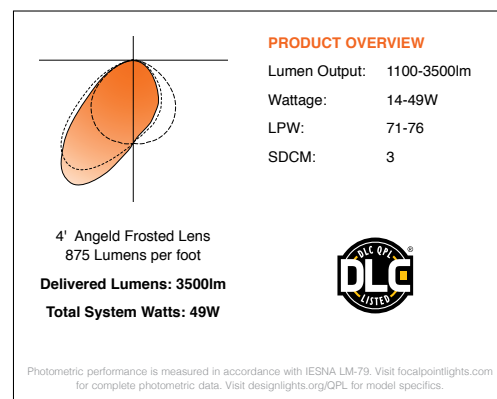 PRODUCT OVERVIEW
Lumen Output: 1100-3500lm
Wattage: 14-49W
LPW: 71-76
SDCM: 3
4' Angeld Frosted Lens
875 Lumens per foot
Delivered Lumens: 3500lm
Total System Watts: 49W
DLC QPL
DLC
®
LISTED
Photometric performance is measured in accordance with IESNA LM-79. Visit focalpointlights.com
for complete photometric data. Visit designlights.org/QPL for model specifics.